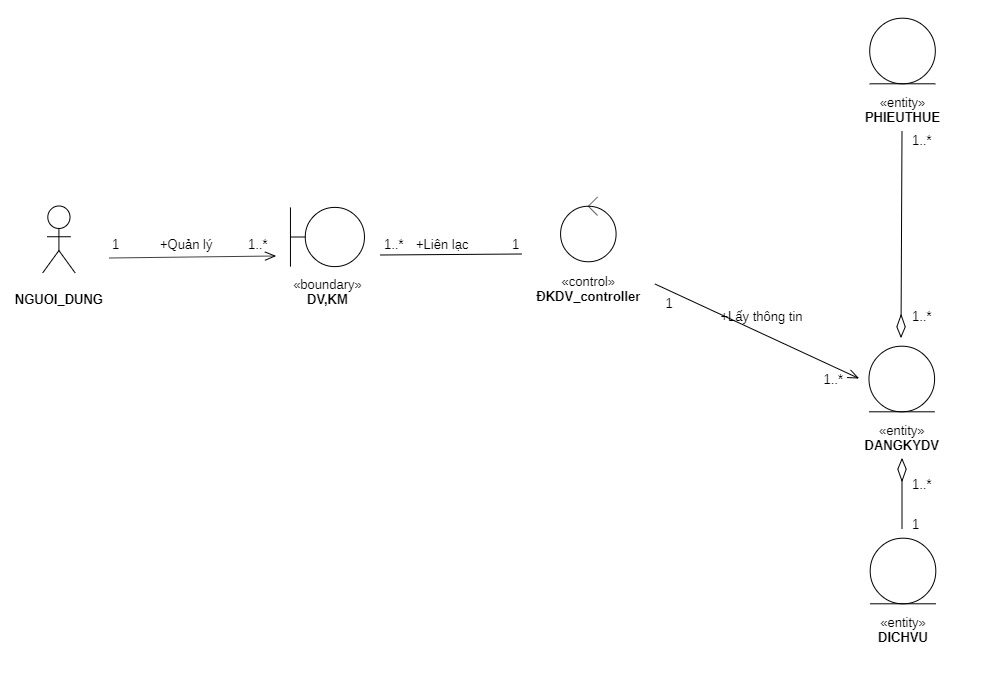 «entity»
PHIEUTHUE
1..*
1 +Quản lý 1..*
1..* +Liên lạc 1
NGUOI_DUNG
«boundary»
DV,KM
«control»
ĐKDV_controller
1
+Lấy thông tin
1..*
1..*
«entity»
DANGKYDV
1..*
1
«entity»
DICHVU